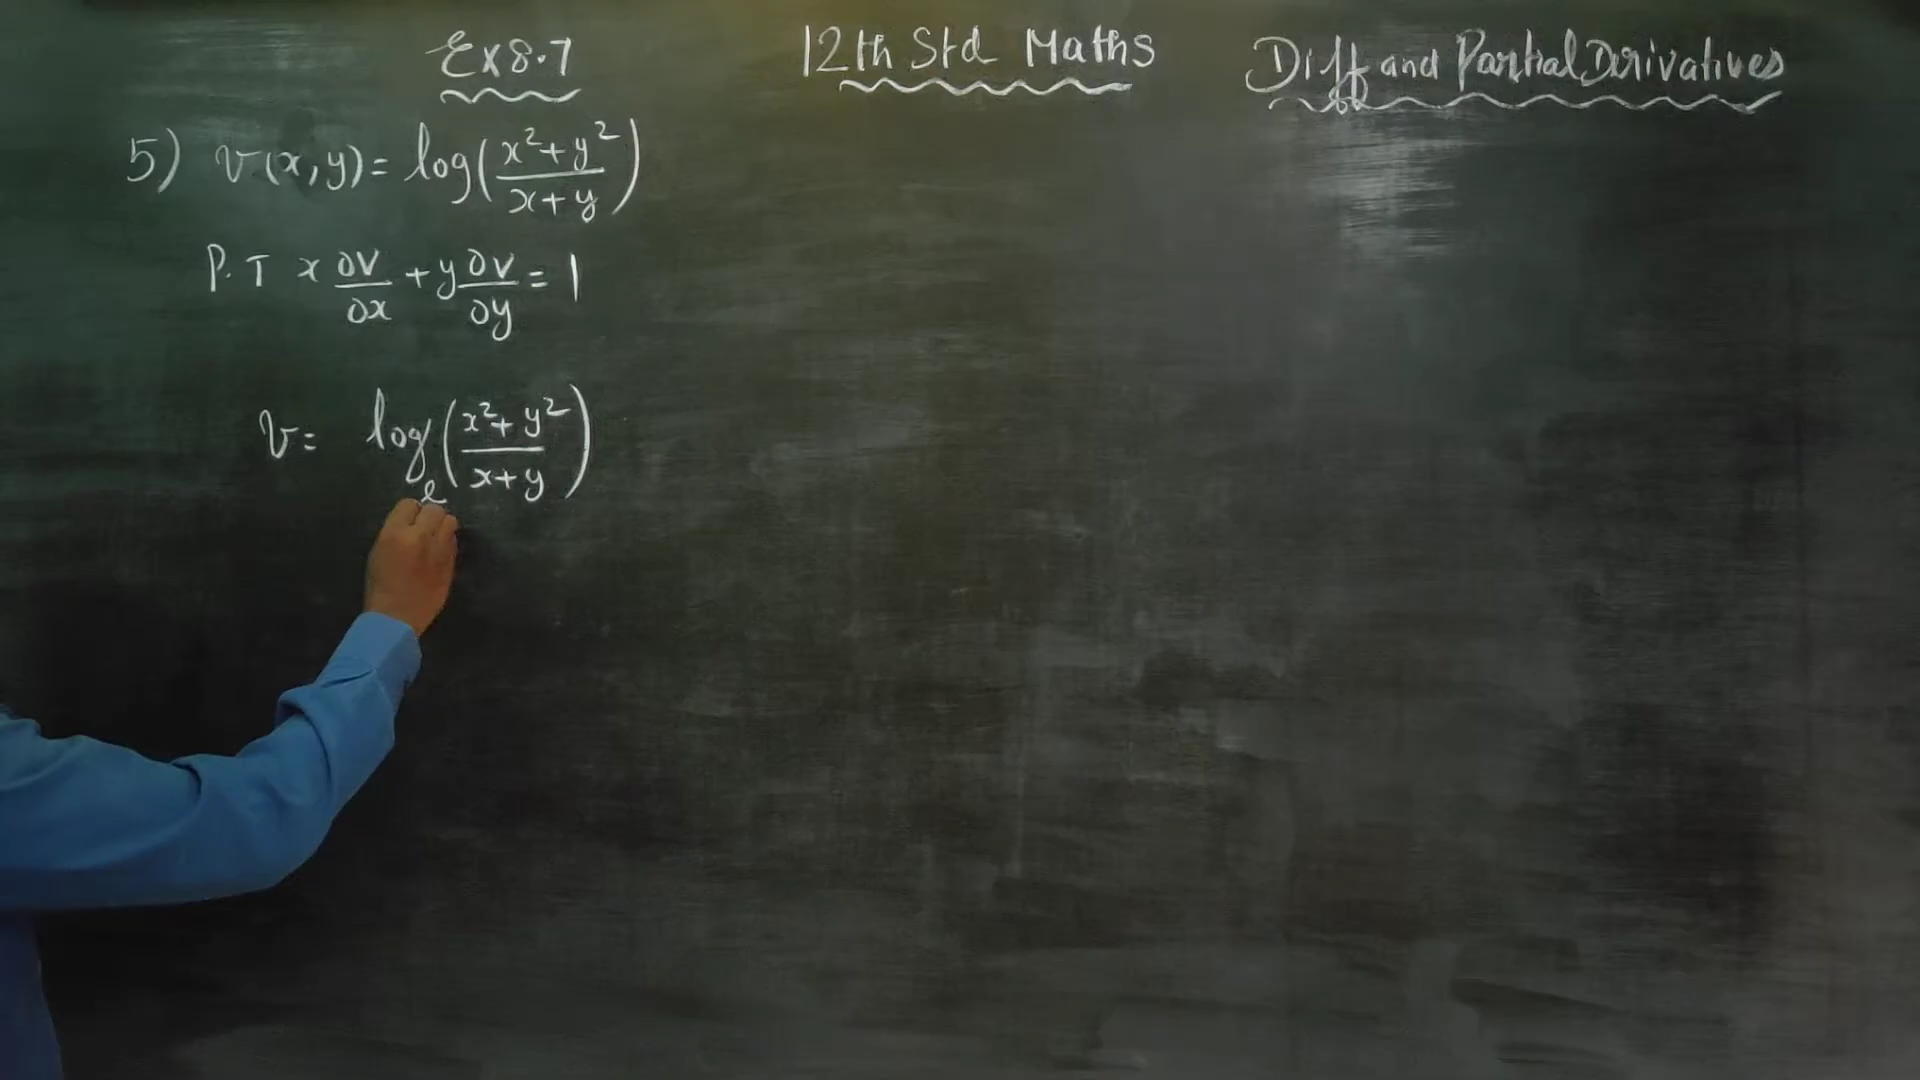 Ex 8.7 12th Std Maths Diff and Partial Derivatives
5) v(x,y) = log((x²+y²)/(x+y))
P.T x ∂v/∂x + y ∂v/∂y = 1
v = logₑ((x²+y²)/(x+y))